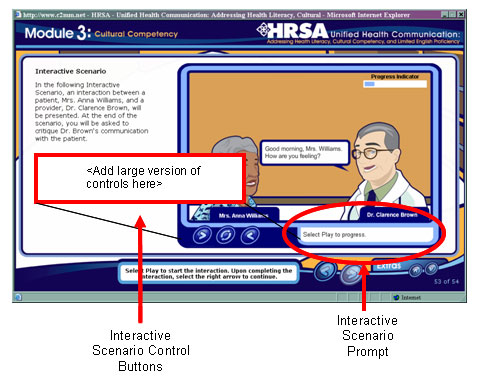 http://www.c2mm.net - HRSA - Unified Health Communication: Addressing Health Literacy, Cultural - Microsoft Internet Explorer
Module 3: Cultural Competency
HRSA Unified Health Communication:
Addressing Health Literacy, Cultural Competency, and Limited English Proficiency
Interactive Scenario
In the following Interactive
Scenario, an interaction between a
patient, Mrs. Anna Williams, and a
provider, Dr. Clarence Brown, will
be presented. At the end of the
scenario, you will be asked to
critique Dr. Brown's communication
with the patient.
Progress Indicator
Good morning, Mrs. Williams.
How are you feeling?
<Add large version of
controls here>
Mrs. Anna Williams
Dr. Clarence Brown
Select Play to progress.
Select Play to start the interaction. Upon completing the
interaction, select the right arrow to continue.
Extras
53 of 54
Internet
Interactive
Scenario Control
Buttons
Interactive
Scenario
Prompt